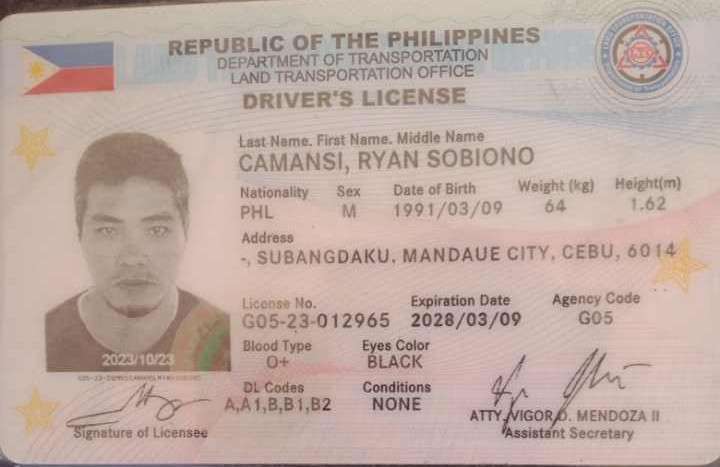 REPUBLIC OF THE PHILIPPINES
DEPARTMENT OF TRANSPORTATION
LAND TRANSPORTATION OFFICE
DRIVER'S LICENSE
Last Name. First Name. Middle Name
CAMANSI, RYAN SOBIONO
Nationality Sex Date of Birth Weight (kg) Height(m)
PHL M 1991/03/09 64 1.62
Address
-, SUBANGDAKU, MANDAUE CITY, CEBU, 6014
License No. Expiration Date Agency Code
G05-23-012965 2028/03/09 G05
Blood Type Eyes Color
O+ BLACK
DL Codes Conditions
A,A1,B,B1,B2 NONE
2023/10/23
Signature of Licensee
ATTY. VIGOR D. MENDOZA II
Assistant Secretary